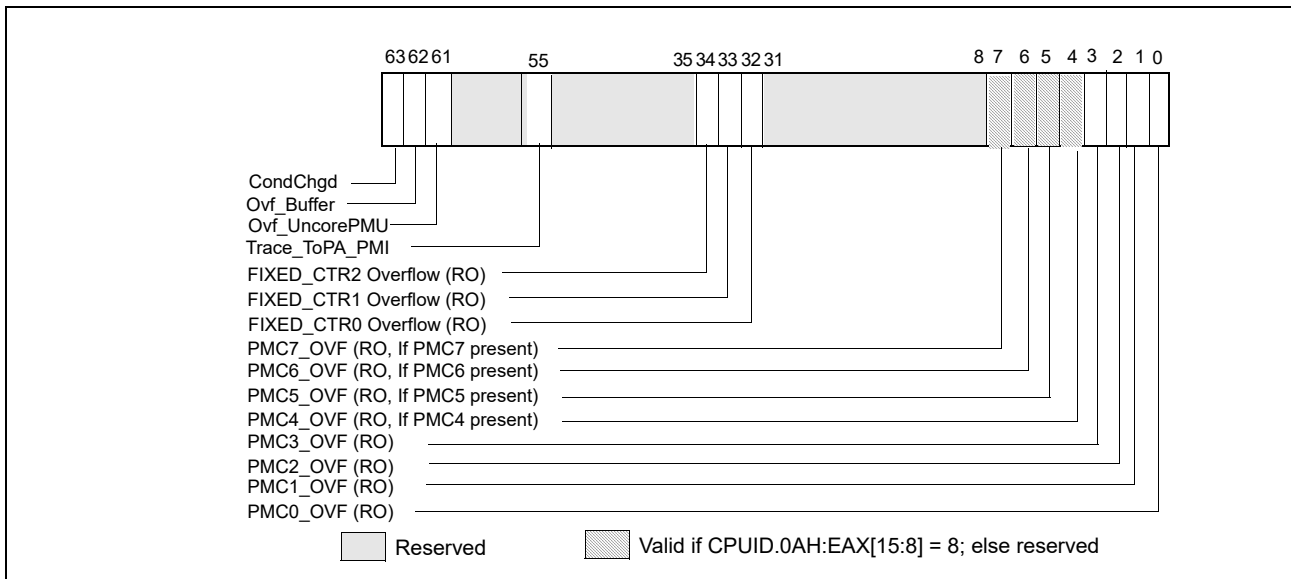 63 62 61 55 35 34 33 32 31 8 7 6 5 4 3 2 1 0
CondChgd
Ovf_Buffer
Ovf_UncorePMU
Trace_ToPA_PMI
FIXED_CTR2 Overflow (RO)
FIXED_CTR1 Overflow (RO)
FIXED_CTR0 Overflow (RO)
PMC7_OVF (RO, If PMC7 present)
PMC6_OVF (RO, If PMC6 present)
PMC5_OVF (RO, If PMC5 present)
PMC4_OVF (RO, If PMC4 present)
PMC3_OVF (RO)
PMC2_OVF (RO)
PMC1_OVF (RO)
PMC0_OVF (RO)
Reserved Valid if CPUID.0AH:EAX[15:8] = 8; else reserved